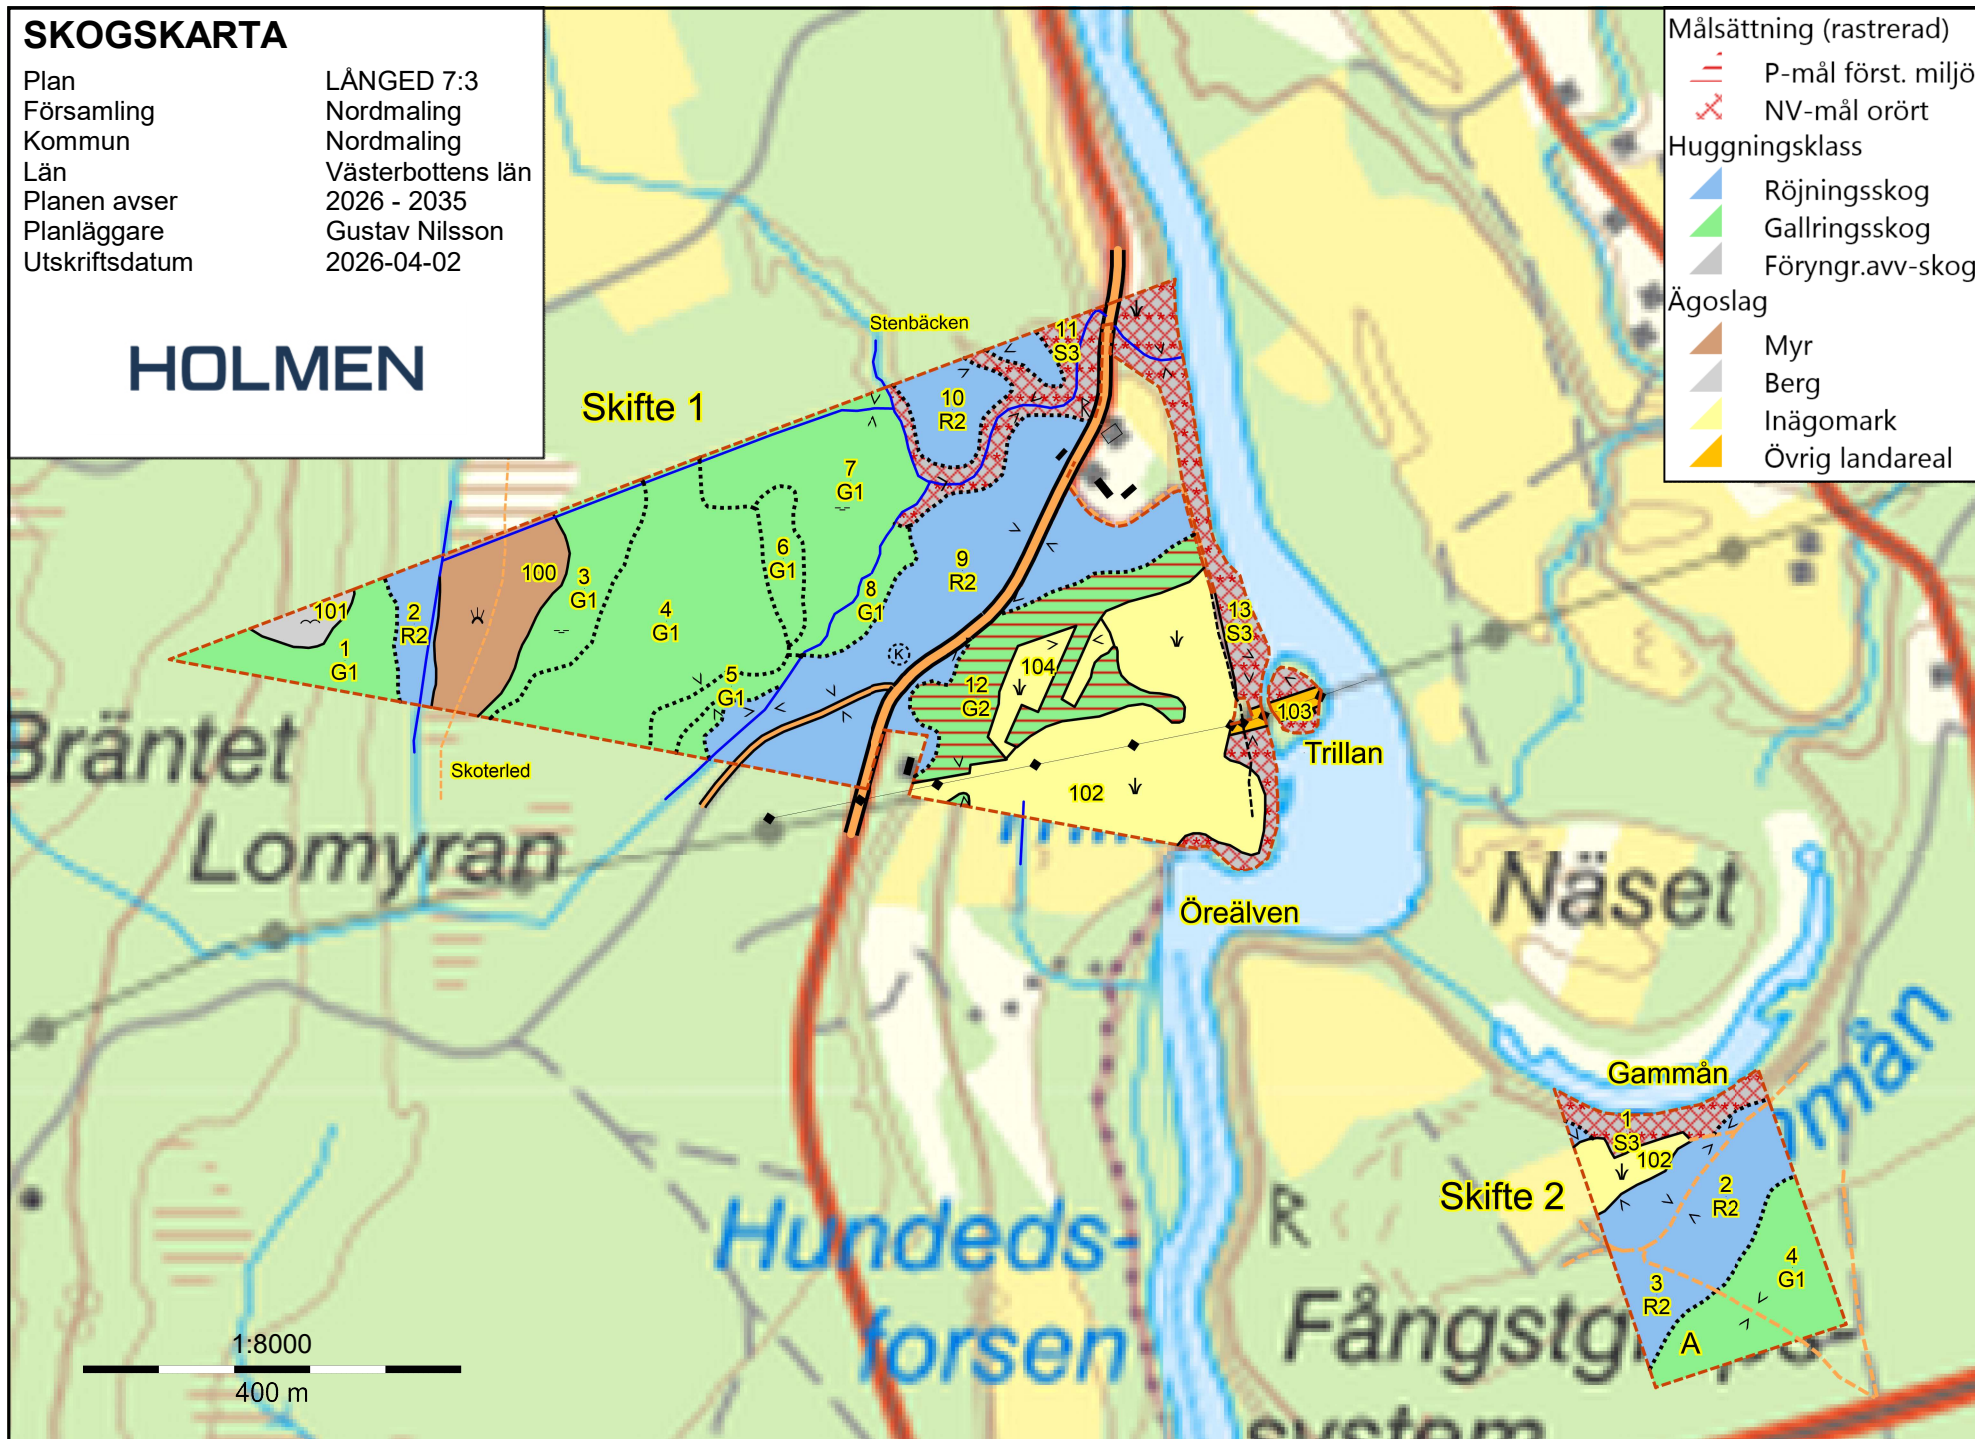 SKOGSKARTA
Plan LÅNGED 7:3
Församling Nordmaling
Kommun Nordmaling
Län Västerbottens län
Planen avser 2026 - 2035
Planläggare Gustav Nilsson
Utskriftsdatum 2026-04-02
HOLMEN
Målsättning (rastrerad)
P-mål först. miljö
NV-mål orört
Huggningsklass
Röjningsskog
Gallringsskog
Föryngr.avv-skog
Ägoslag
Myr
Berg
Inägomark
Övrig landareal
Stenbäcken
11
S3
Skifte 1
10
R2
7
G1
6
G1
9
R2
100
3
G1
8
G1
101
2
R2
4
G1
13
S3
1
G1
K
104
5
G1
12
G2
103
Bräntet
Skoterled
Trillan
102
Lomyran
Näset
Öreälven
Gammån
1
S3
102
Skifte 2
2
R2
R
Hundeds-
forsen
4
G1
3
R2
A
1:8000
400 m
system